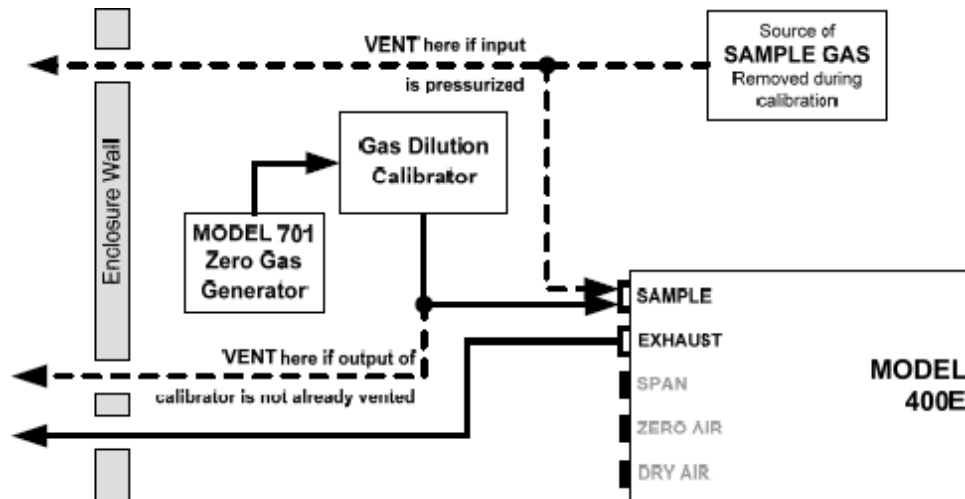 VENT here if input
is pressurized
Source of
SAMPLE GAS
Removed during
calibration
Gas Dilution
Calibrator
Enclosure Wall
MODEL 701
Zero Gas
Generator
SAMPLE
EXHAUST
SPAN
ZERO AIR
DRY AIR
MODEL
400E
VENT here if output of
calibrator is not already vented